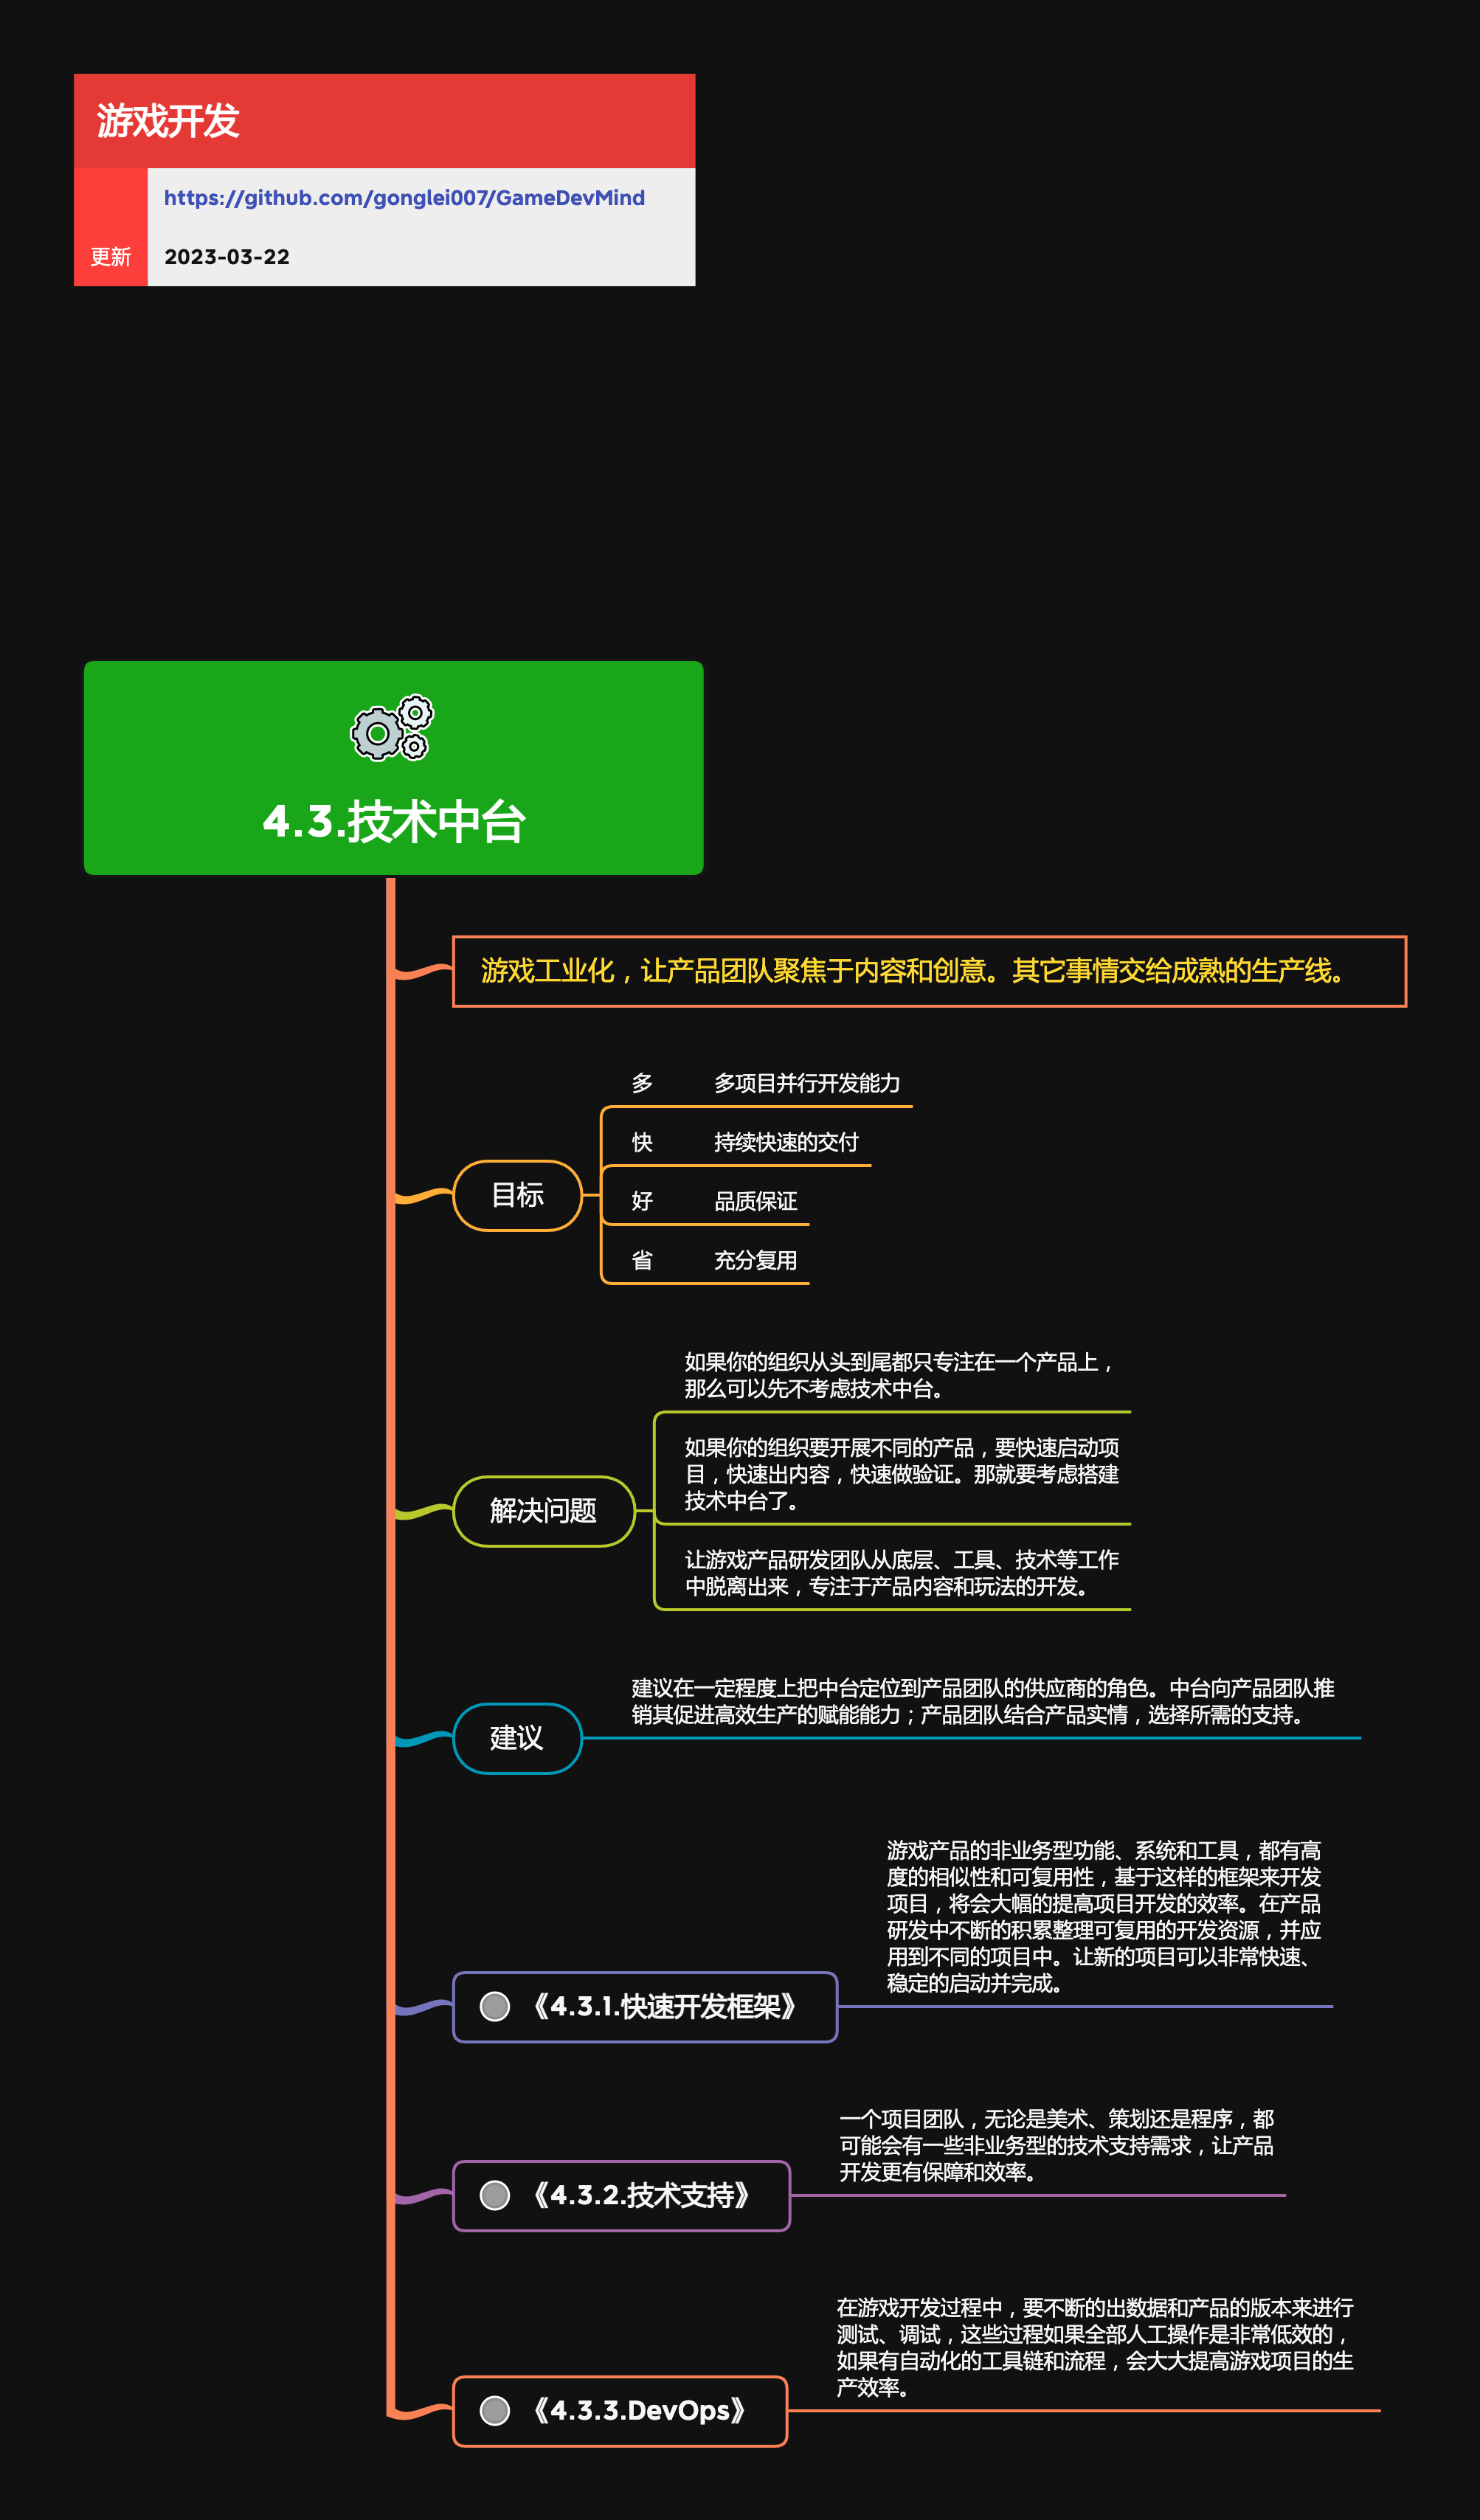 游戏开发
https://github.com/gonglei007/GameDevMind
更新 2023-03-22
4.3.技术中台
游戏工业化，让产品团队聚焦于内容和创意。其它事情交给成熟的生产线。
目标
多 多项目并行开发能力
快 持续快速的交付
好 品质保证
省 充分复用
解决问题
如果你的组织从头到尾都只专注在一个产品上，
那么可以先不考虑技术中台。
如果你的组织要开展不同的产品，要快速启动项
目，快速出内容，快速做验证。那就要考虑搭建
技术中台了。
让游戏产品研发团队从底层、工具、技术等工作
中脱离出来，专注于产品内容和玩法的开发。
建议
建议在一定程度上把中台定位到产品团队的供应商的角色。中台向产品团队推
销其促进高效生产的赋能能力；产品团队结合产品实情，选择所需的支持。
《4.3.1.快速开发框架》
游戏产品的非业务型功能、系统和工具，都有高
度的相似性和可复用性，基于这样的框架来开发
项目，将会大幅的提高项目开发的效率。在产品
研发中不断的积累整理可复用的开发资源，并应
用到不同的项目中。让新的项目可以非常快速、
稳定的启动并完成。
《4.3.2.技术支持》
一个项目团队，无论是美术、策划还是程序，都
可能会有一些非业务型的技术支持需求，让产品
开发更有保障和效率。
《4.3.3.DevOps》
在游戏开发过程中，要不断的出数据和产品的版本来进行
测试、调试，这些过程如果全部人工操作是非常低效的，
如果有自动化的工具链和流程，会大大提高游戏项目的生
产效率。